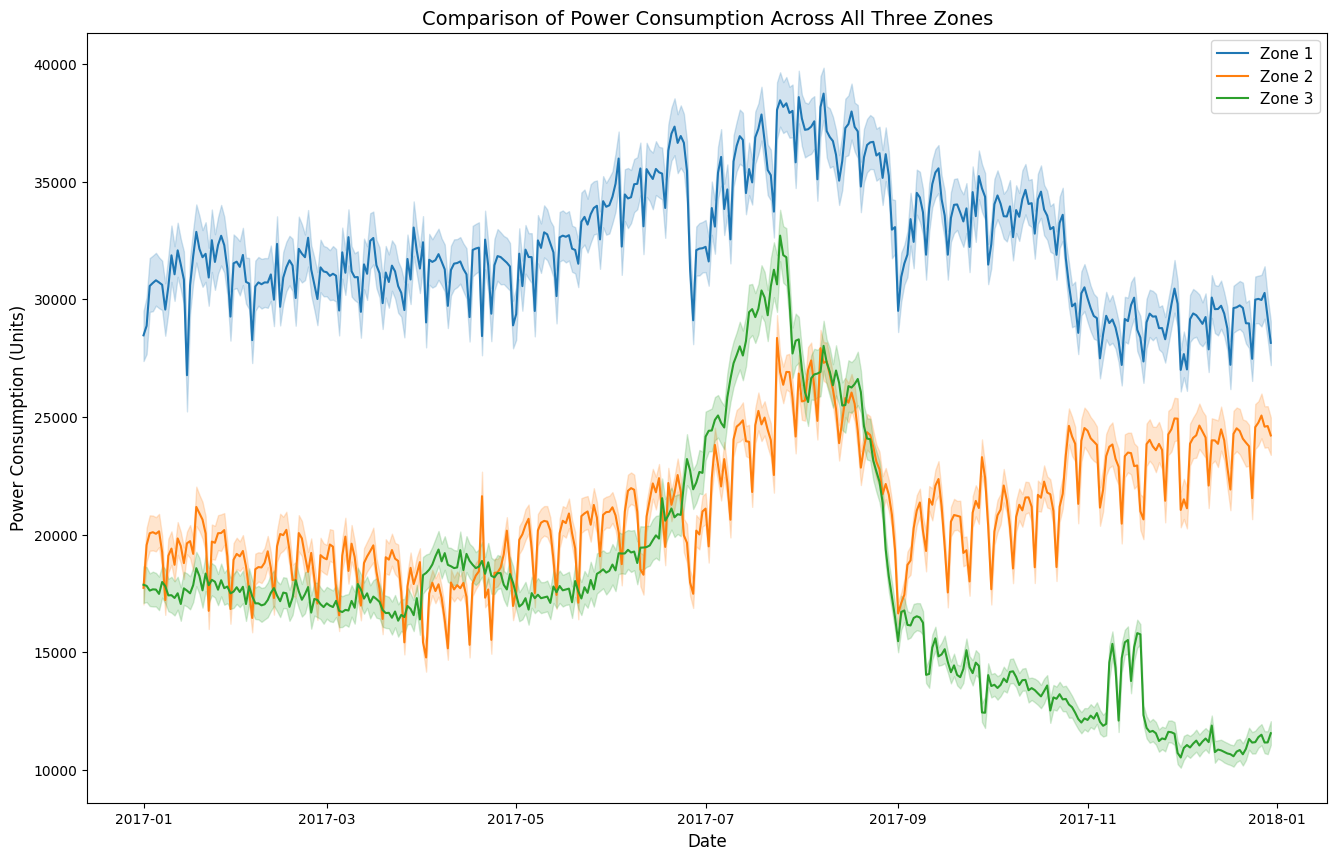 Comparison of Power Consumption Across All Three Zones
Zone 1
Zone 2
Zone 3
Power Consumption (Units)
40000
35000
30000
25000
20000
15000
10000
2017-01
2017-03
2017-05
2017-07
2017-09
2017-11
2018-01
Date